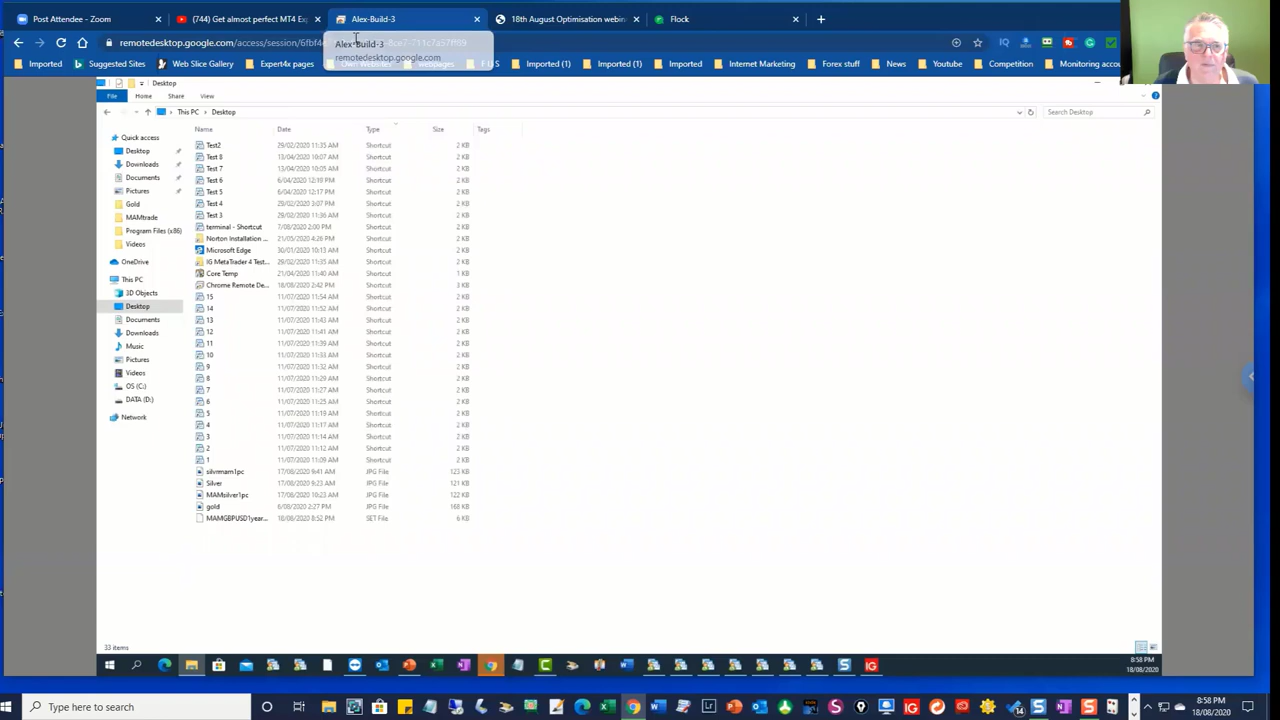 Post Attendee - Zoom
(744) Get almost perfect MT4 Ex
Alex-Build-3
18th August Optimisation webin
Flock
remotedesktop.google.com/access/session/6fbf4e
Alex-Build-3
remotedesktop.google.com
Imported
Suggested Sites
Web Slice Gallery
Expert4x pages
Imported (1)
Imported (1)
Internet Marketing
Forex
News
Youtube
Competition
Monitoring accou
Desktop
File Home Share View
This PC > Desktop
Search Desktop
Name Date Type Size Tags
Quick access
Desktop
Downloads
Documents
Pictures
Gold
MAMtrade
Program Files (x86)
Videos
OneDrive
This PC
3D Objects
Desktop
Documents
Downloads
Music
Pictures
Videos
OS (C:)
DATA (D:)
Network
Test2 29/02/2020 11:35 AM Shortcut 2 KB
Test 8 13/04/2020 10:07 AM Shortcut 2 KB
Test 7 13/04/2020 10:05 AM Shortcut 2 KB
Test 6 6/04/2020 12:19 PM Shortcut 2 KB
Test 5 6/04/2020 12:17 PM Shortcut 2 KB
Test 4 29/02/2020 3:07 PM Shortcut 2 KB
Test 3 29/02/2020 11:36 AM Shortcut 2 KB
terminal - Shortcut 7/08/2020 2:00 PM Shortcut 2 KB
Norton Installation ... 21/05/2020 4:26 PM Shortcut 2 KB
Microsoft Edge 30/01/2020 10:13 AM Shortcut 2 KB
IG MetaTrader 4 Test... 29/02/2020 11:35 AM Shortcut 2 KB
Core Temp 21/04/2020 11:40 AM Shortcut 1 KB
Chrome Remote De... 18/08/2020 2:42 PM Shortcut 3 KB
15 11/07/2020 11:54 AM Shortcut 2 KB
14 11/07/2020 11:52 AM Shortcut 2 KB
13 11/07/2020 11:43 AM Shortcut 2 KB
12 11/07/2020 11:41 AM Shortcut 2 KB
11 11/07/2020 11:39 AM Shortcut 2 KB
10 11/07/2020 11:33 AM Shortcut 2 KB
9 11/07/2020 11:32 AM Shortcut 2 KB
8 11/07/2020 11:29 AM Shortcut 2 KB
7 11/07/2020 11:27 AM Shortcut 2 KB
6 11/07/2020 11:25 AM Shortcut 2 KB
5 11/07/2020 11:19 AM Shortcut 2 KB
4 11/07/2020 11:17 AM Shortcut 2 KB
3 11/07/2020 11:14 AM Shortcut 2 KB
2 11/07/2020 11:12 AM Shortcut 2 KB
1 11/07/2020 11:09 AM Shortcut 2 KB
silvrmam1pc 17/08/2020 9:41 AM JPG File 123 KB
Silver 17/08/2020 9:23 AM JPG File 121 KB
MAMsilver1pc 17/08/2020 10:23 AM JPG File 122 KB
gold 6/08/2020 2:27 PM JPG File 168 KB
MAMGBPUSD1year... 18/08/2020 8:52 PM SET File 6 KB
33 items
8:58 PM
18/08/2020
Type here to search
8:58 PM
18/08/2020